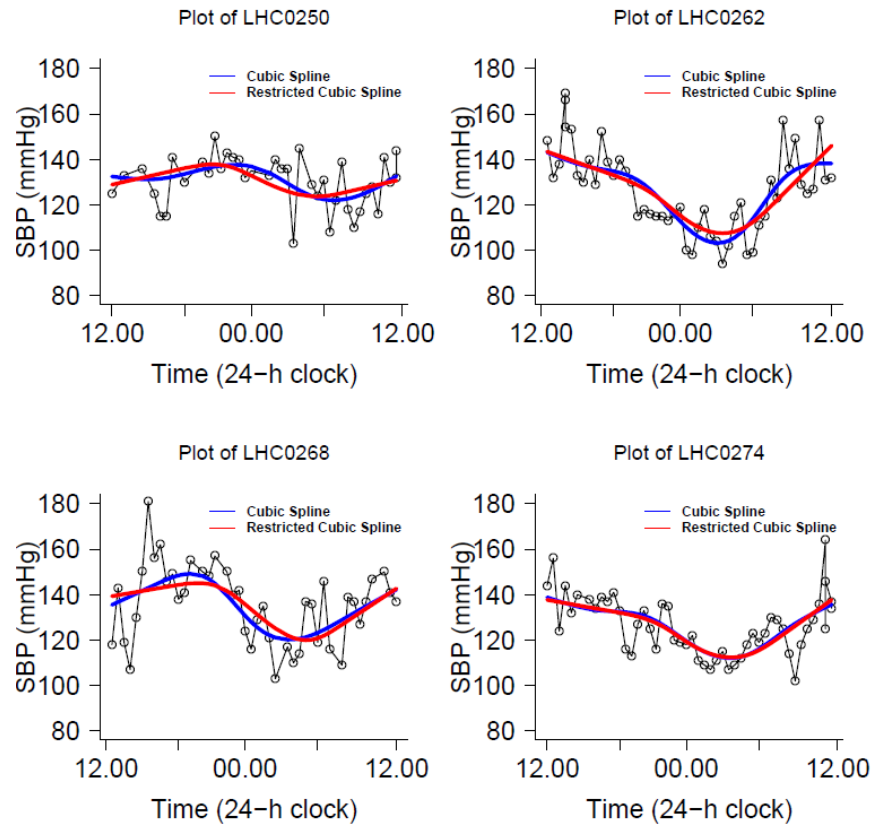 Plot of LHC0250
Cubic Spline
Restricted Cubic Spline
SBP (mmHg)
180
160
140
120
100
80
12.00 00.00 12.00
Time (24−h clock)
Plot of LHC0262
Cubic Spline
Restricted Cubic Spline
SBP (mmHg)
180
160
140
120
100
80
12.00 00.00 12.00
Time (24−h clock)
Plot of LHC0268
Cubic Spline
Restricted Cubic Spline
SBP (mmHg)
180
160
140
120
100
80
12.00 00.00 12.00
Time (24−h clock)
Plot of LHC0274
Cubic Spline
Restricted Cubic Spline
SBP (mmHg)
180
160
140
120
100
80
12.00 00.00 12.00
Time (24−h clock)